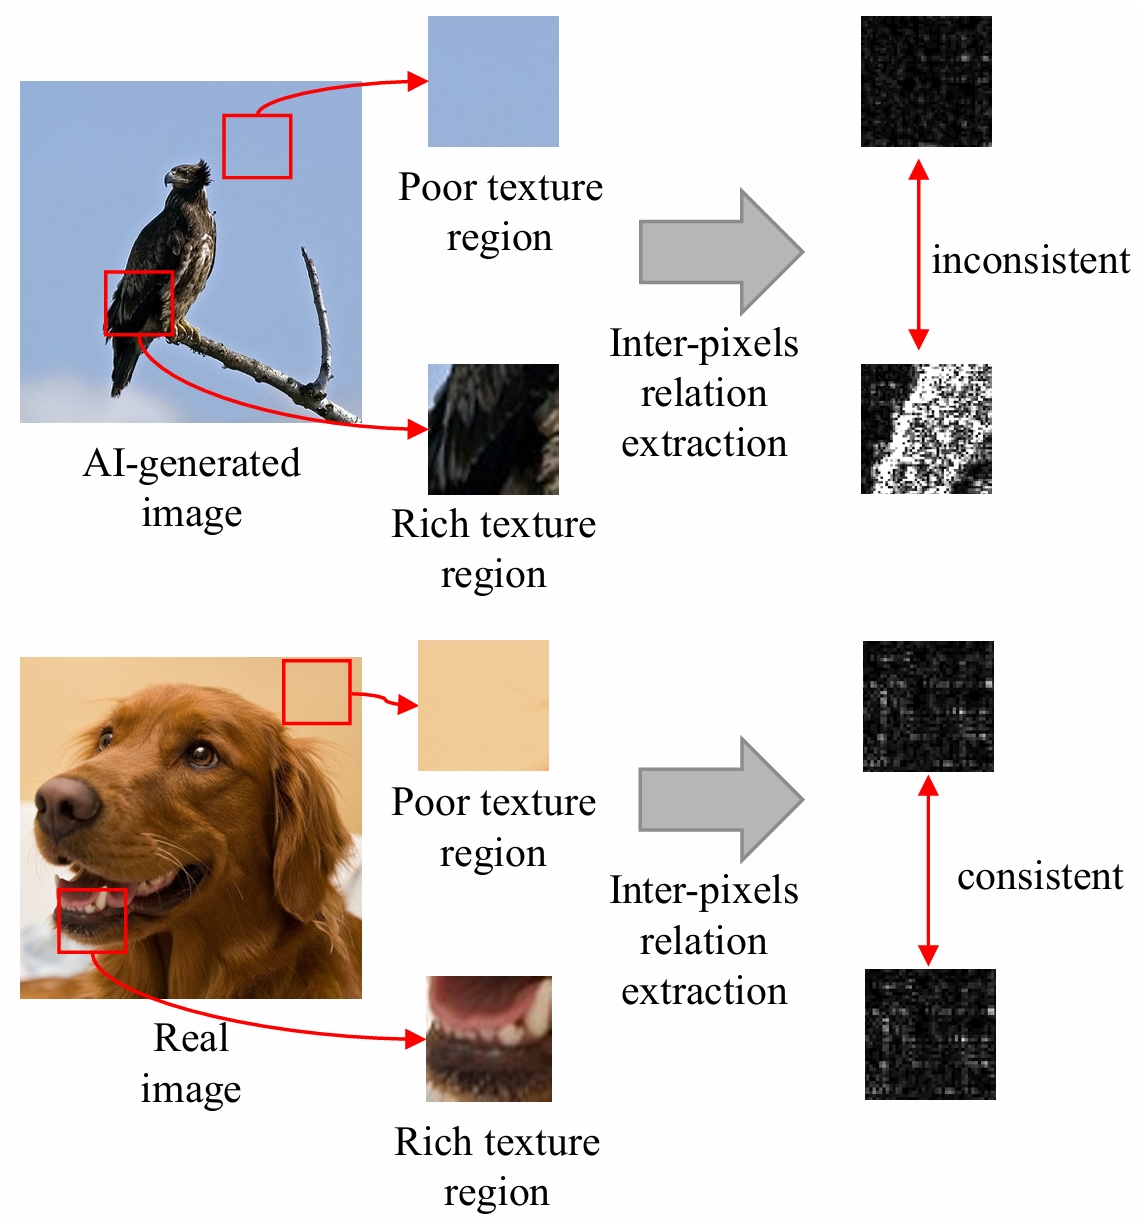 Poor texture
region
inconsistent
Inter-pixels
relation
extraction
AI-generated
image
Rich texture
region
Poor texture
region
Inter-pixels
relation
extraction
consistent
Real
image
Rich texture
region